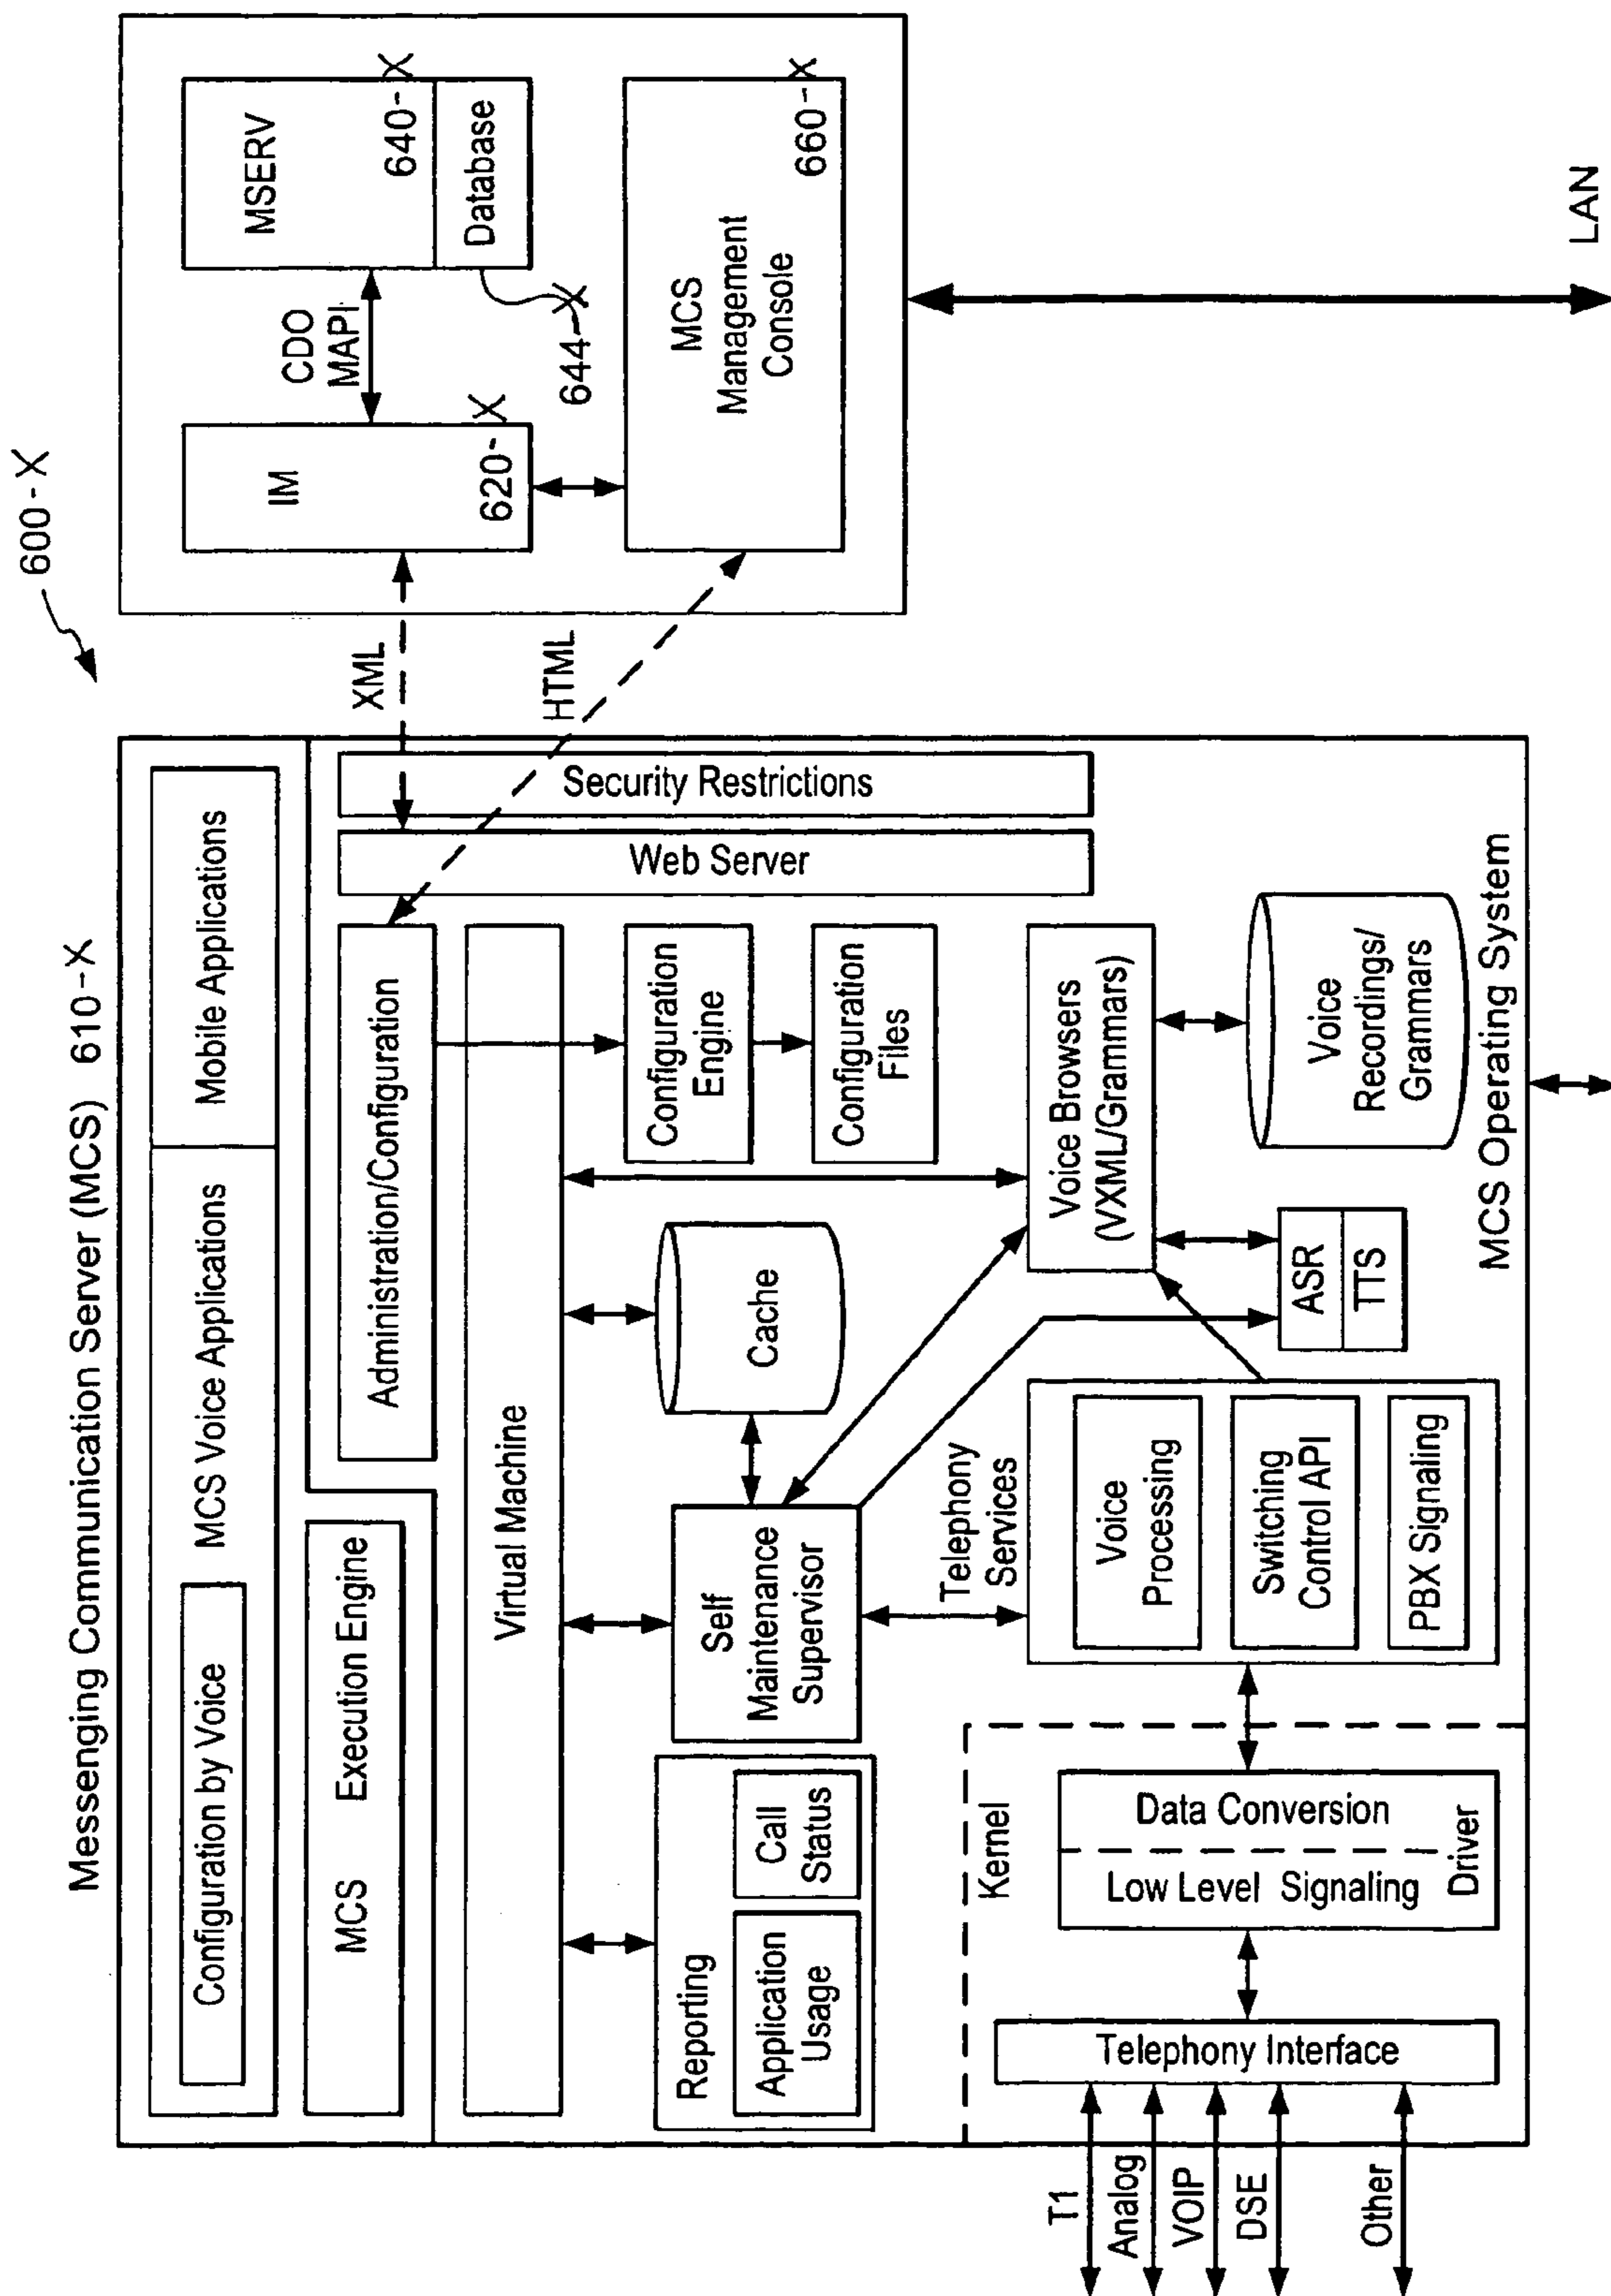 600-X
Messenging Communication Server (MCS) 610-X
Configuration by Voice
MCS Voice Applications
Mobile Applications
MCS Execution Engine
Administration/Configuration
Virtual Machine
Web Server
Security Restrictions
XML
HTML
IM
620-X
CDO
MAPI
MSERV
640-X
Database
644-X
MCS
Management
Console
660-X
LAN
Reporting
Application
Usage
Call
Status
Self
Maintenance
Supervisor
Cache
Configuration
Engine
Configuration
Files
Telephony
Services
Voice
Processing
Switching
Control API
PBX Signaling
Voice Browsers
(VXML/Grammars)
ASR
TTS
Voice
Recordings/
Grammars
MCS Operating System
Kernel
Telephony Interface
Low Level Signaling
Data Conversion
Driver
T1
Analog
VOIP
DSE
Other